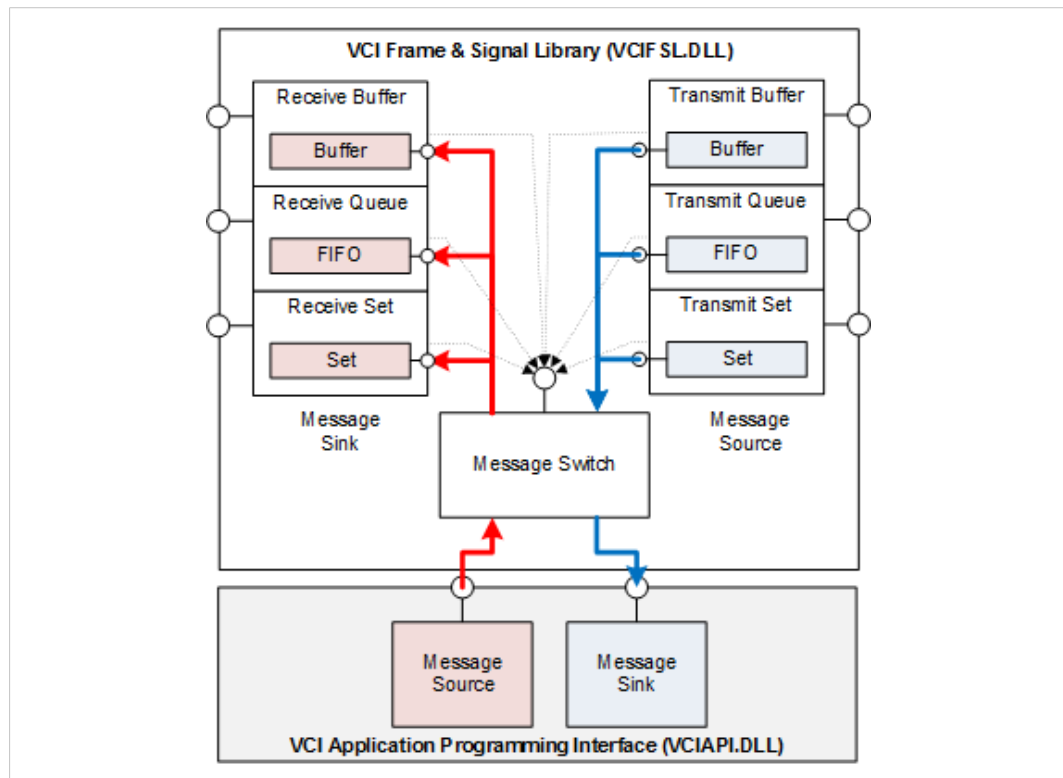 VCI Frame & Signal Library (VCIFSL.DLL)
Receive Buffer
Buffer
Receive Queue
FIFO
Receive Set
Set
Message
Sink
Transmit Buffer
Buffer
Transmit Queue
FIFO
Transmit Set
Set
Message
Source
Message Switch
Message
Source
Message
Sink
VCI Application Programming Interface (VCIAPI.DLL)